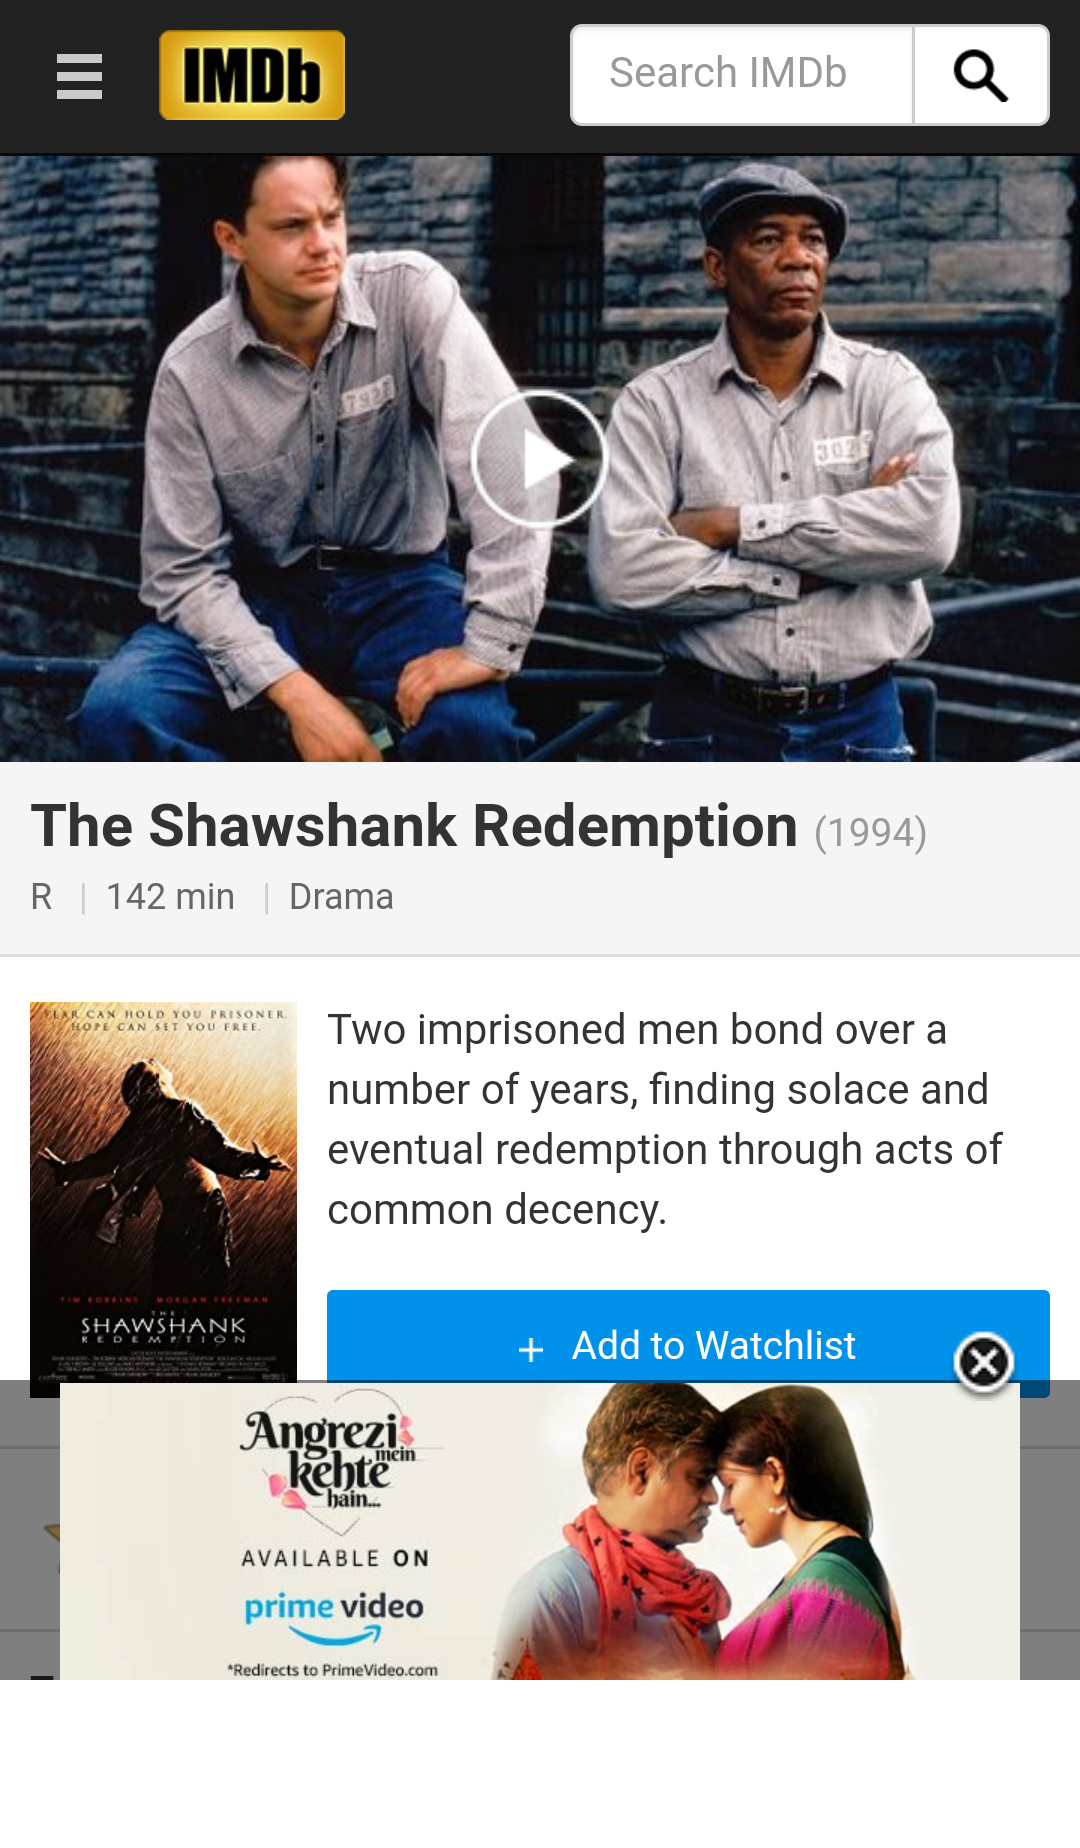 IMDb
Search IMDb
The Shawshank Redemption (1994)
R | 142 min | Drama
FEAR CAN HOLD YOU PRISONER.
HOPE CAN SET YOU FREE.
TIM ROBBINS MORGAN FREEMAN
THE
SHAWSHANK
REDEMPTION
Two imprisoned men bond over a
number of years, finding solace and
eventual redemption through acts of
common decency.
+ Add to Watchlist
Angrezi
mein
kehte
hain...
AVAILABLE ON
prime video
*Redirects to PrimeVideo.com